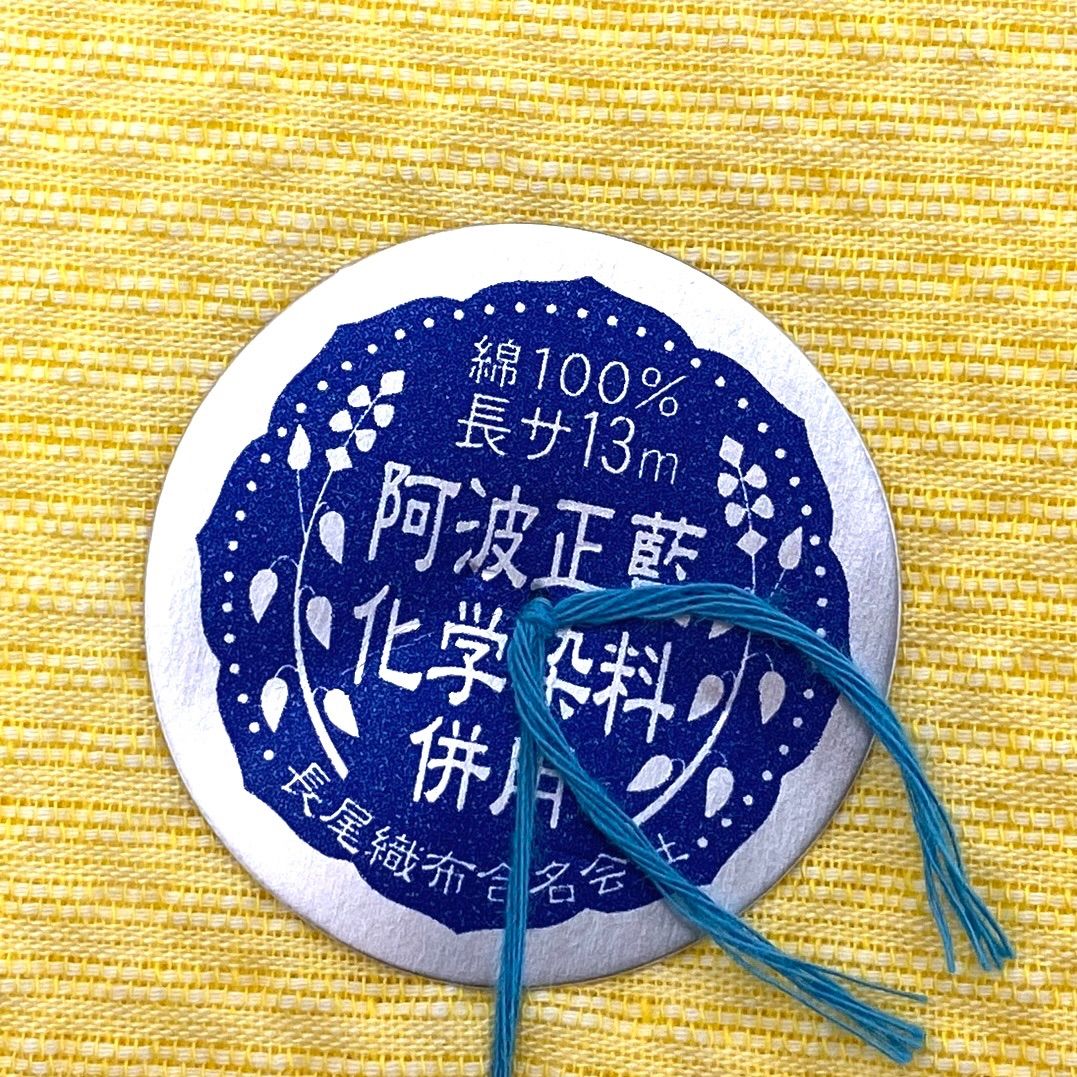 綿100%
長サ13m
阿波正藍
化学染料
併用
長尾織布合名会社